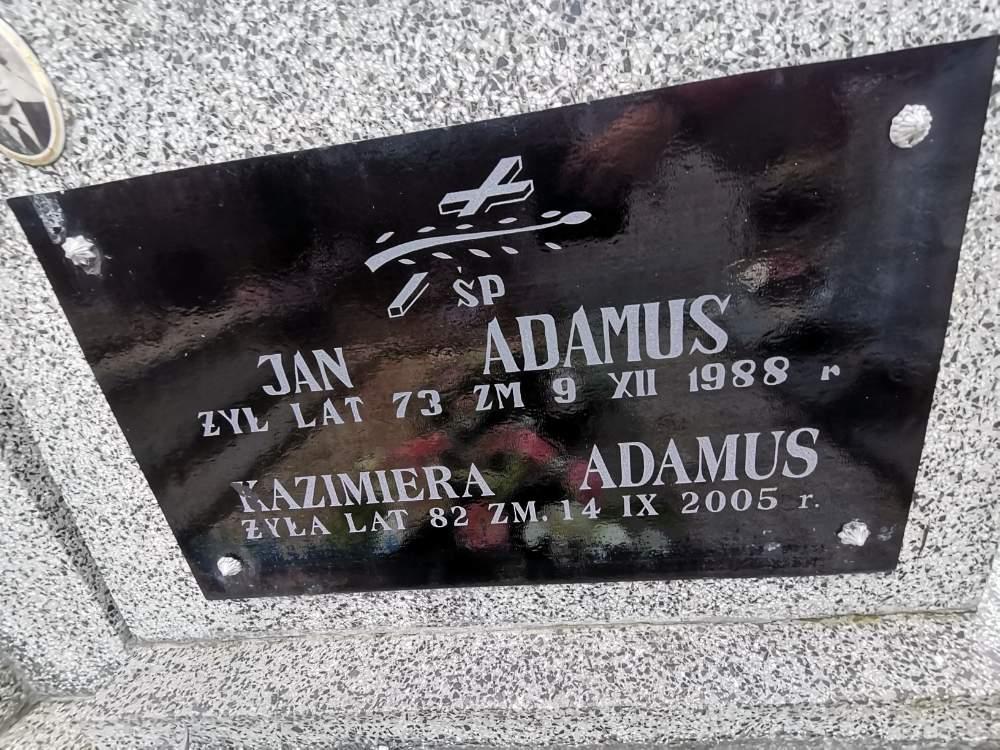 ŚP
JAN ADAMUS
ŻYŁ LAT 73 ZM 9 XII 1988 r
KAZIMIERA ADAMUS
ŻYŁA LAT 82 ZM. 14 IX 2005 r.